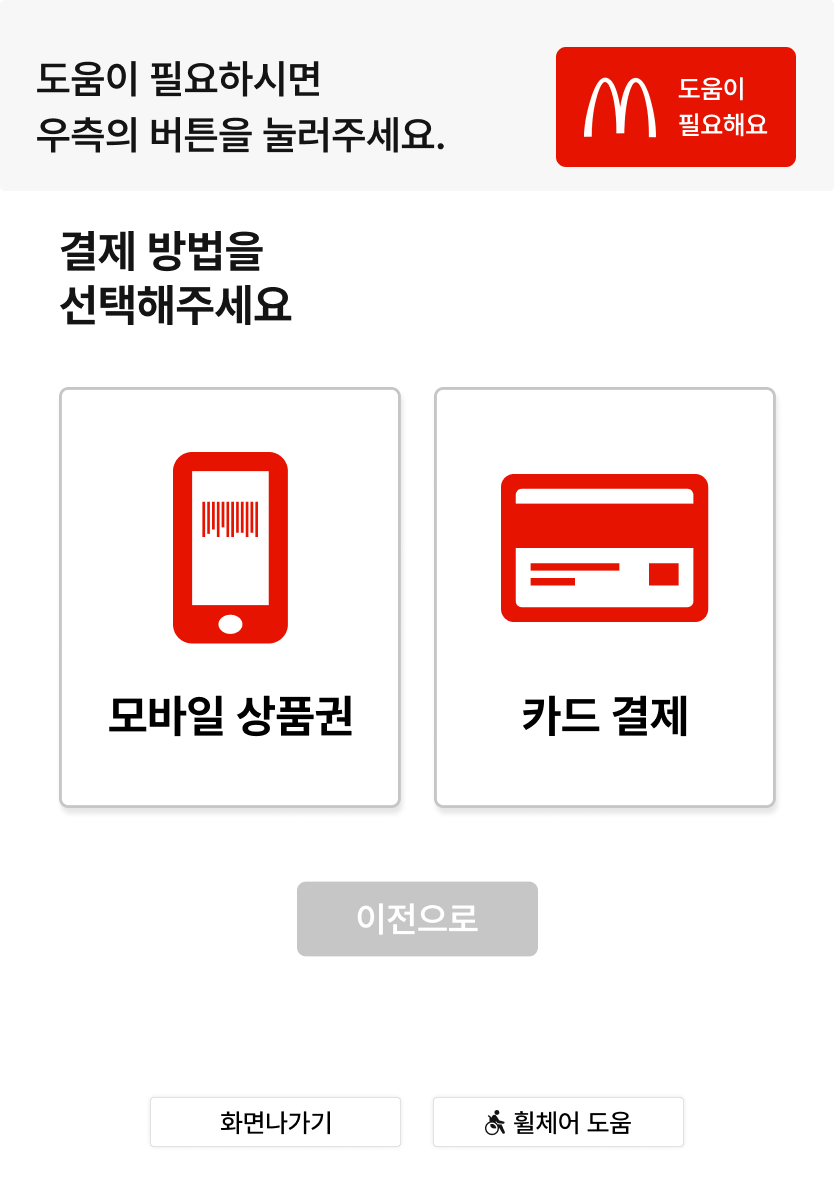 도움이 필요하시면
우측의 버튼을 눌러주세요.
도움이
필요해요
결제 방법을
선택해주세요
모바일 상품권
카드 결제
이전으로
화면나가기
휠체어 도움